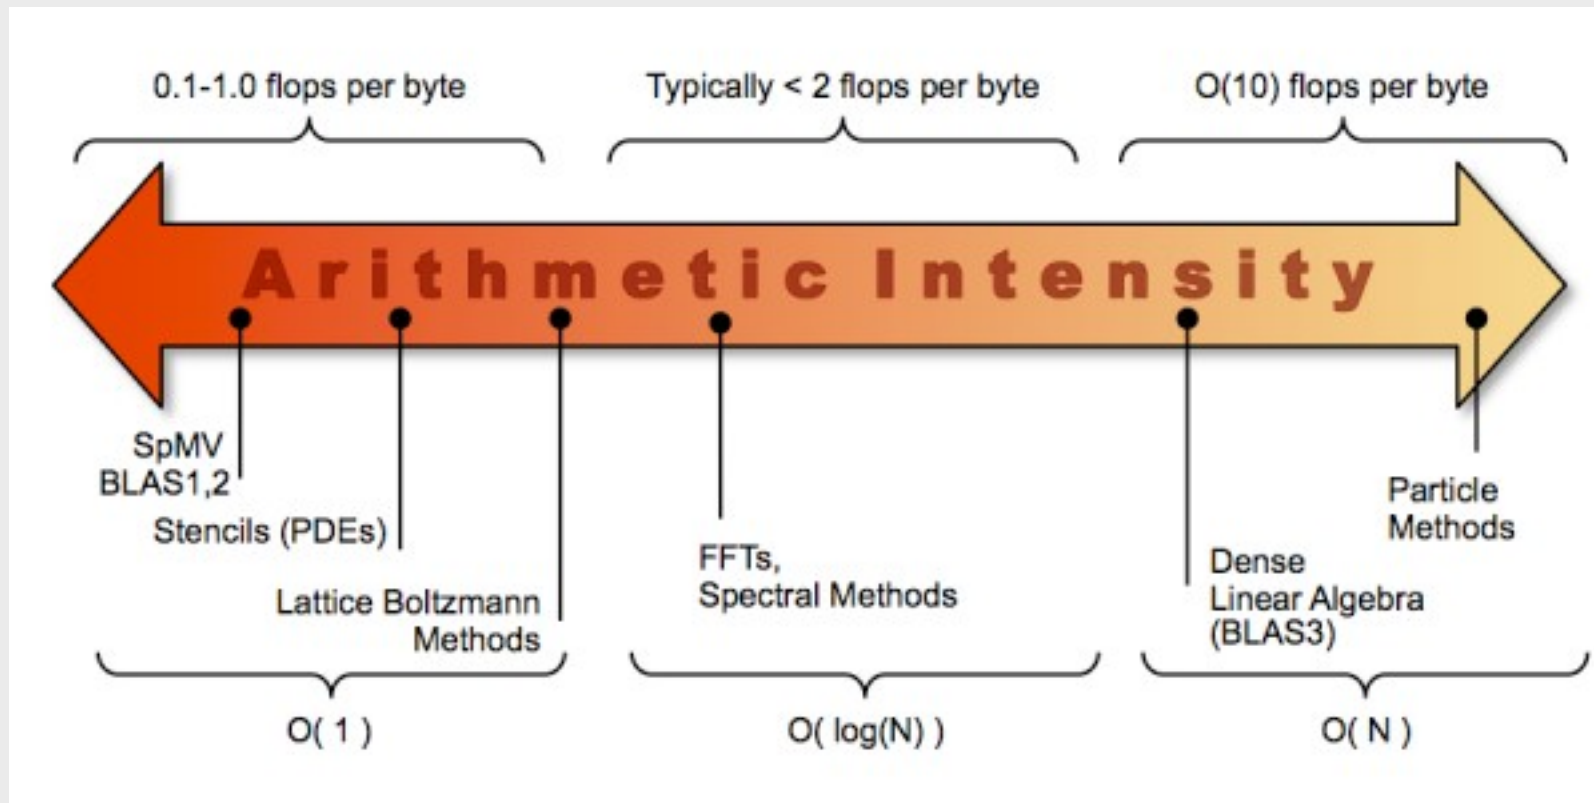 0.1-1.0 flops per byte
Typically < 2 flops per byte
O(10) flops per byte
Arithmetic Intensity
SpMV
BLAS1,2
Stencils (PDEs)
Lattice Boltzmann
Methods
FFTs,
Spectral Methods
Dense
Linear Algebra
(BLAS3)
Particle
Methods
O( 1 )
O( log(N) )
O( N )